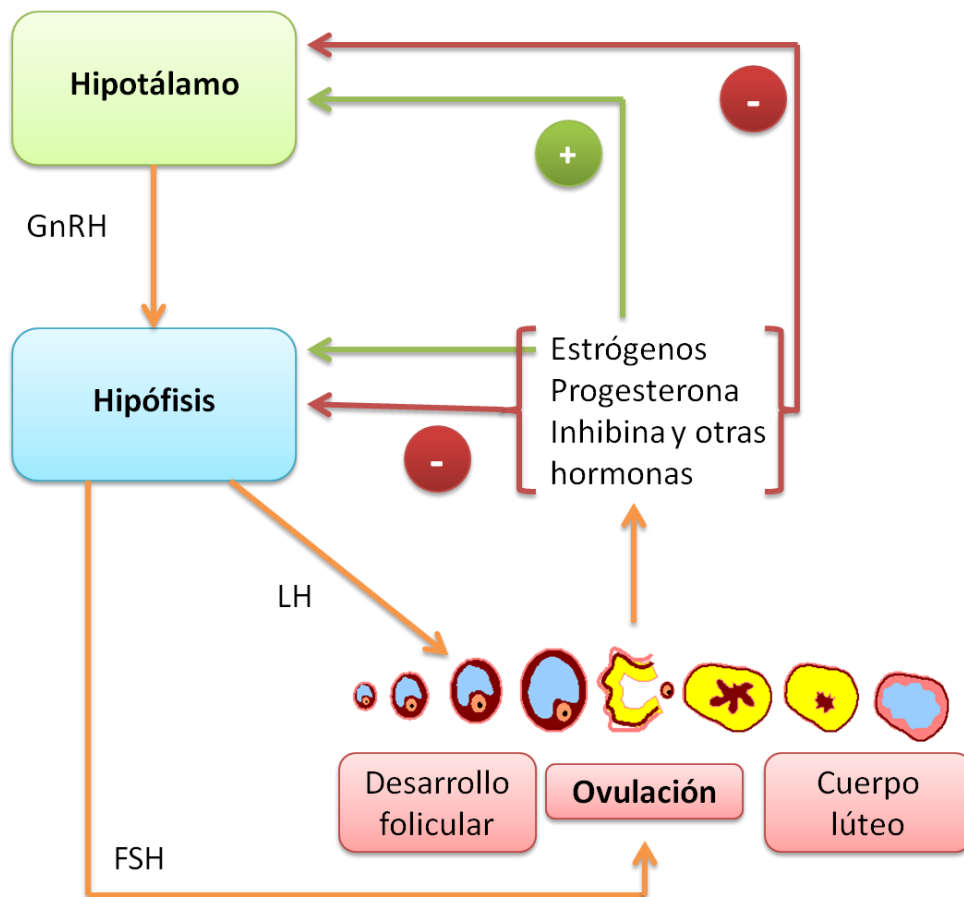 Hipotálamo
-
+
GnRH
Hipófisis
Estrógenos
Progesterona
Inhibina y otras
hormonas
-
LH
Desarrollo
folicular
Ovulación
Cuerpo
lúteo
FSH